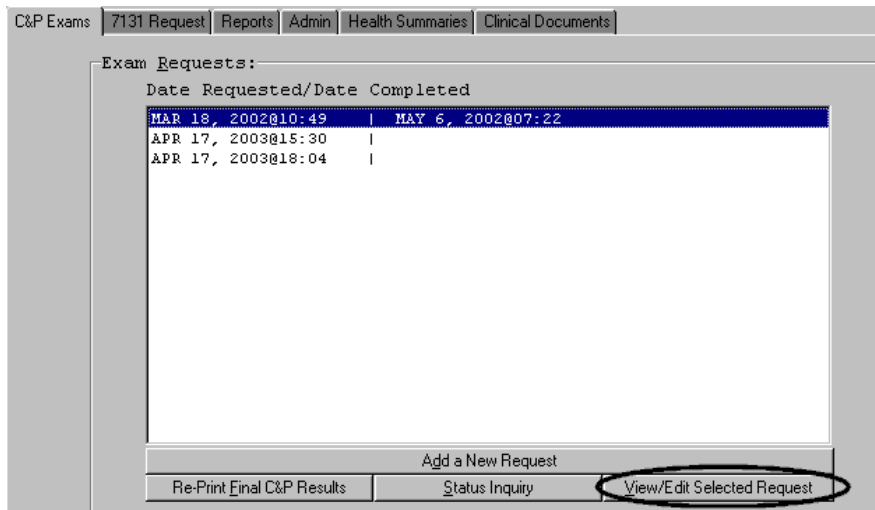 C&P Exams 7131 Request Reports Admin Health Summaries Clinical Documents
Exam Requests:
Date Requested/Date Completed
MAR 18, 2002@10:49 | MAY 6, 2002@07:22
APR 17, 2003@15:30 |
APR 17, 2003@18:04 |
Add a New Request
Re-Print Final C&P Results Status Inquiry View/Edit Selected Request